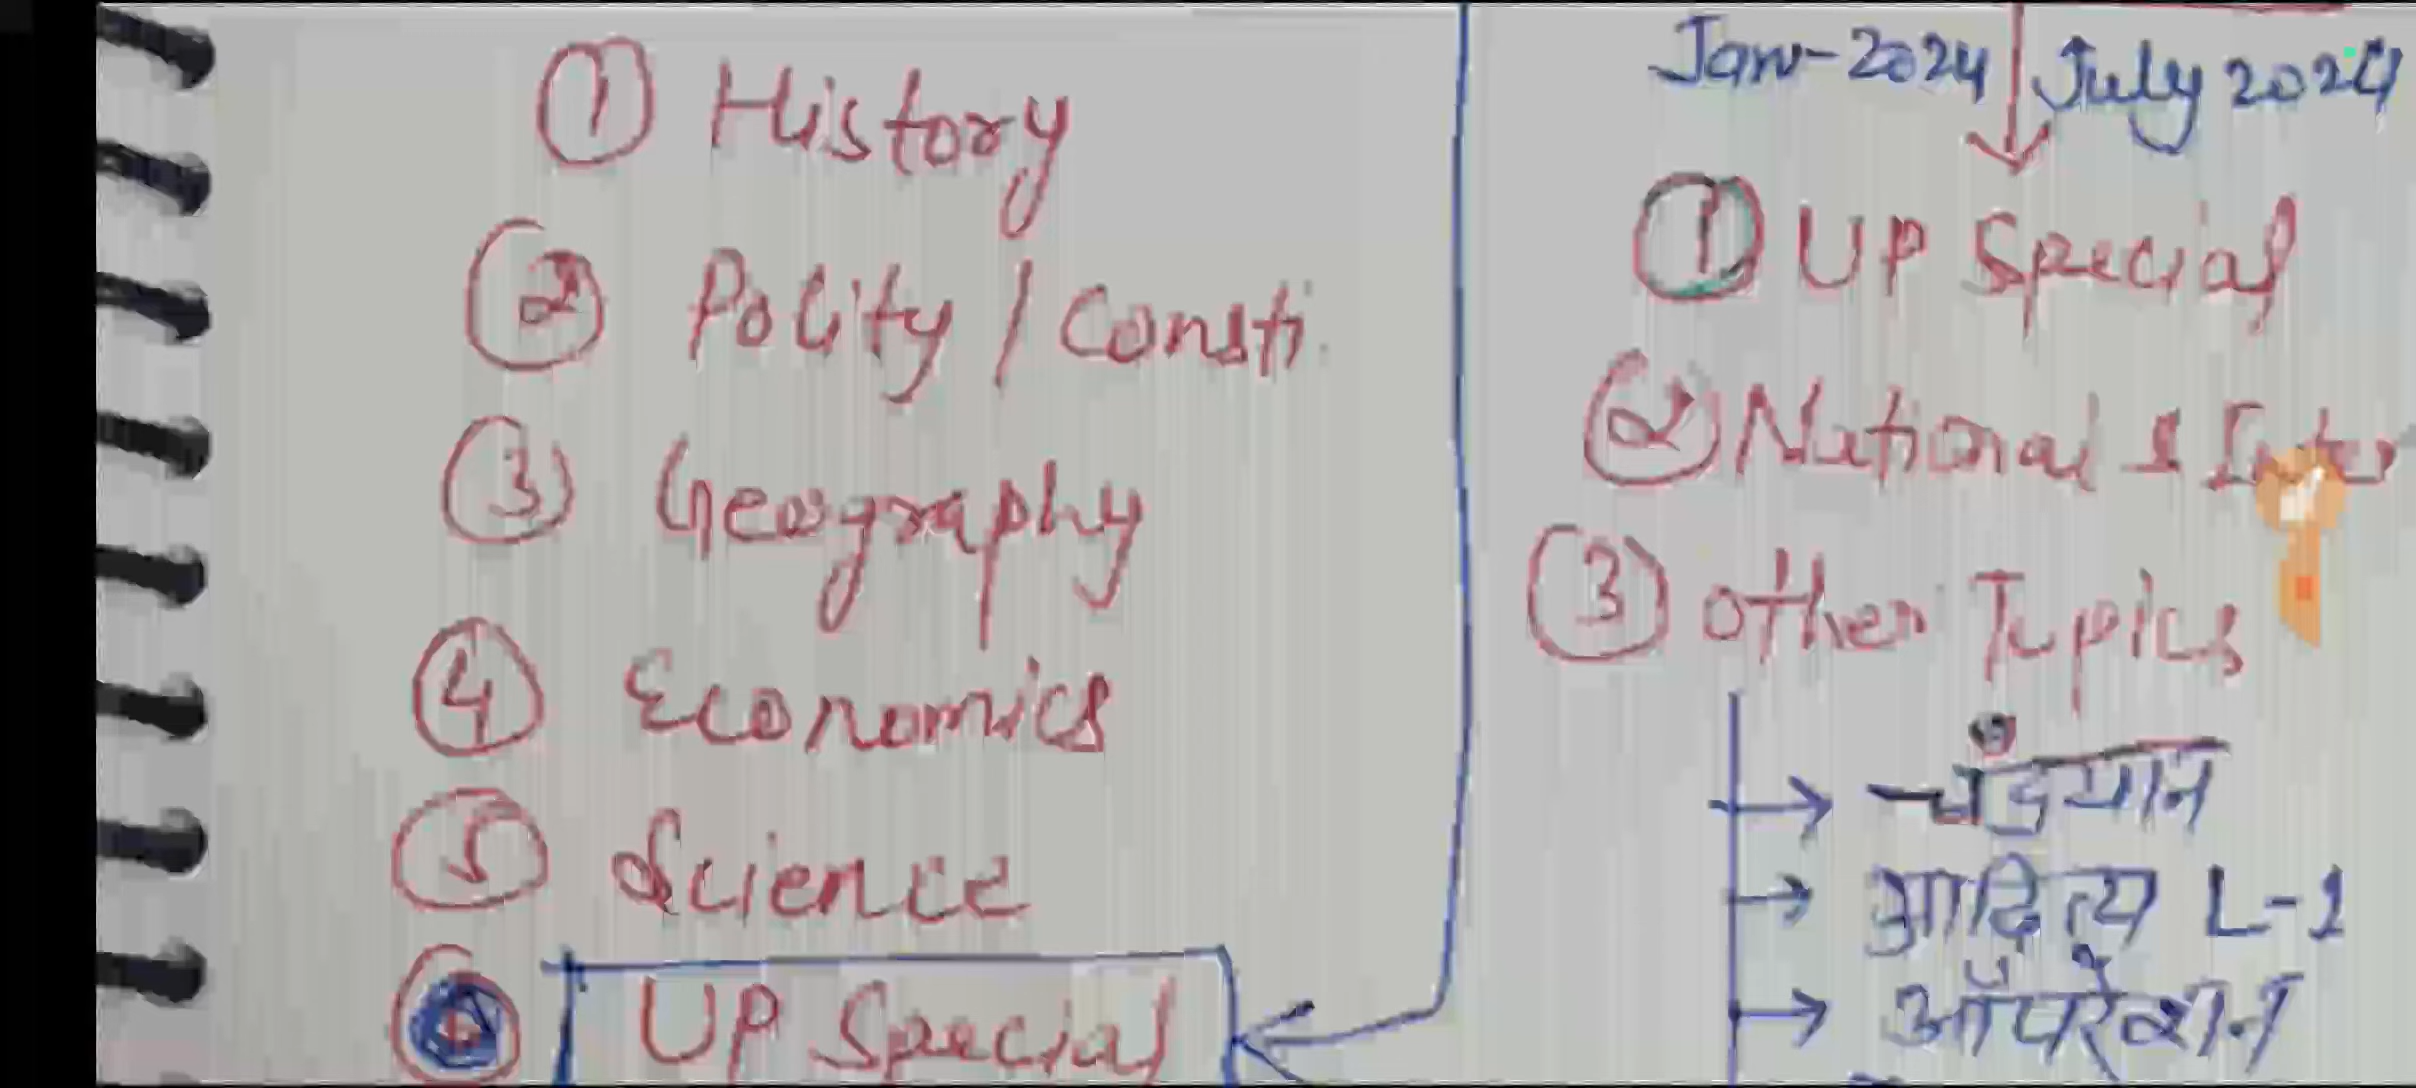 ① History
② Polity / Consti.
③ Geography
④ Economics
⑤ Science
⑥ UP Special
Jan-2024 July 2024
① UP Special
② National & Inter
③ Other Topics
→ चंद्रयान
→ आदित्य L-1
→ ऑपरेशन